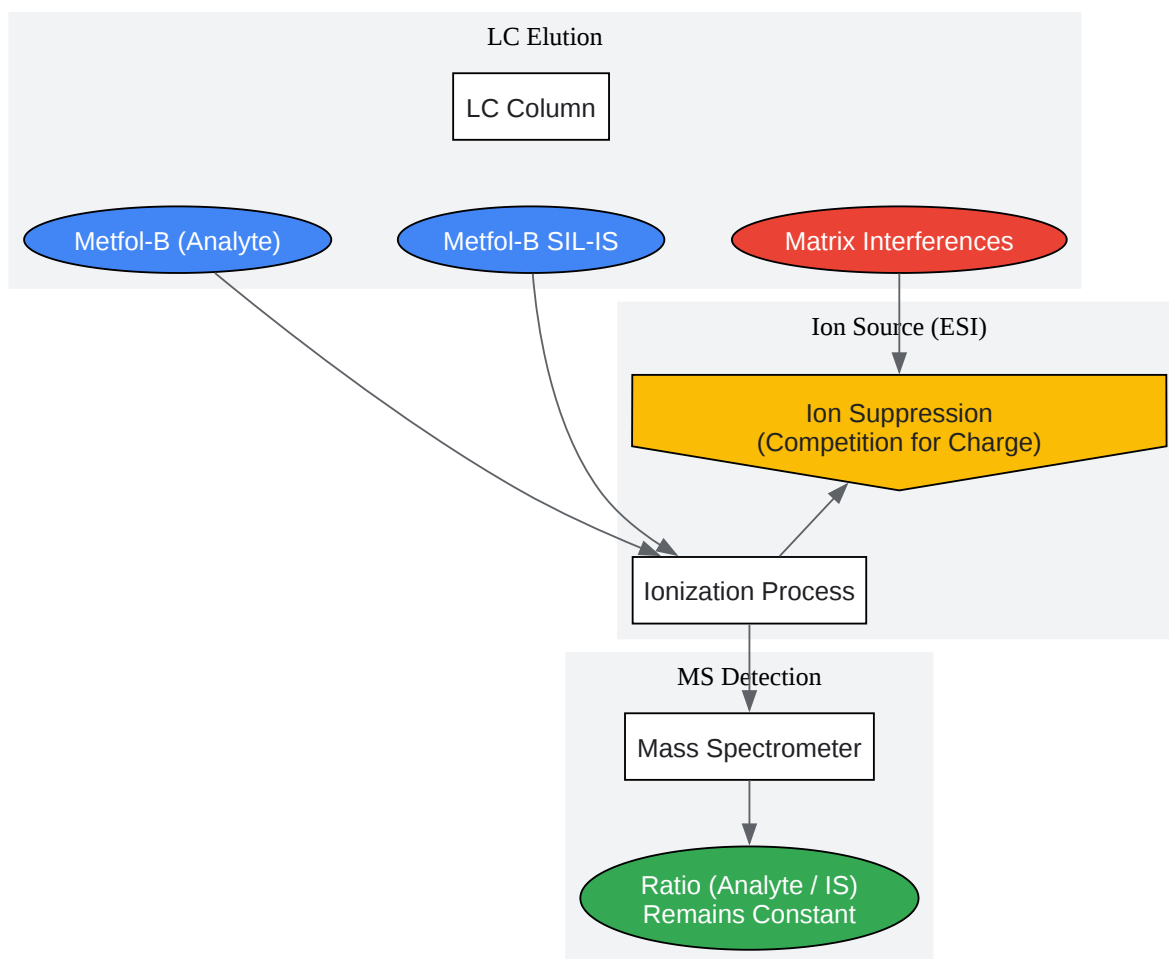 LC Elution
LC Column
Metfol-B (Analyte)
Metfol-B SIL-IS
Matrix Interferences
Ion Source (ESI)
Ion Suppression
(Competition for Charge)
Ionization Process
MS Detection
Mass Spectrometer
Ratio (Analyte / IS)
Remains Constant